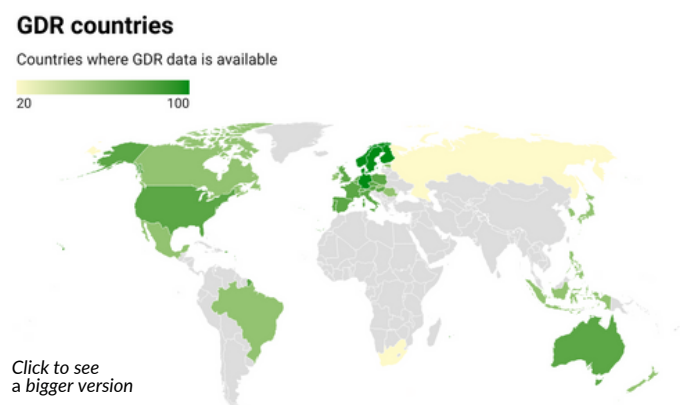 GDR countries
Countries where GDR data is available
20 100
Click to see
a bigger version